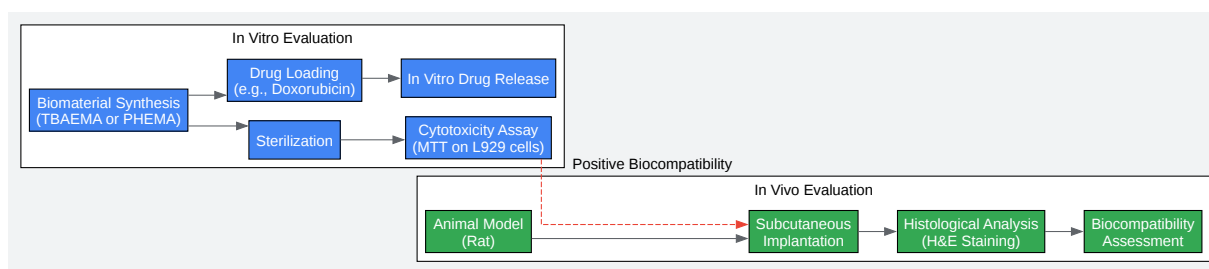 In Vitro Evaluation
Drug Loading
(e.g., Doxorubicin)
In Vitro Drug Release
Biomaterial Synthesis
(TBAEMA or PHEMA)
Sterilization
Cytotoxicity Assay
(MTT on L929 cells)
Positive Biocompatibility
In Vivo Evaluation
Animal Model
(Rat)
Subcutaneous
Implantation
Histological Analysis
(H&E Staining)
Biocompatibility
Assessment